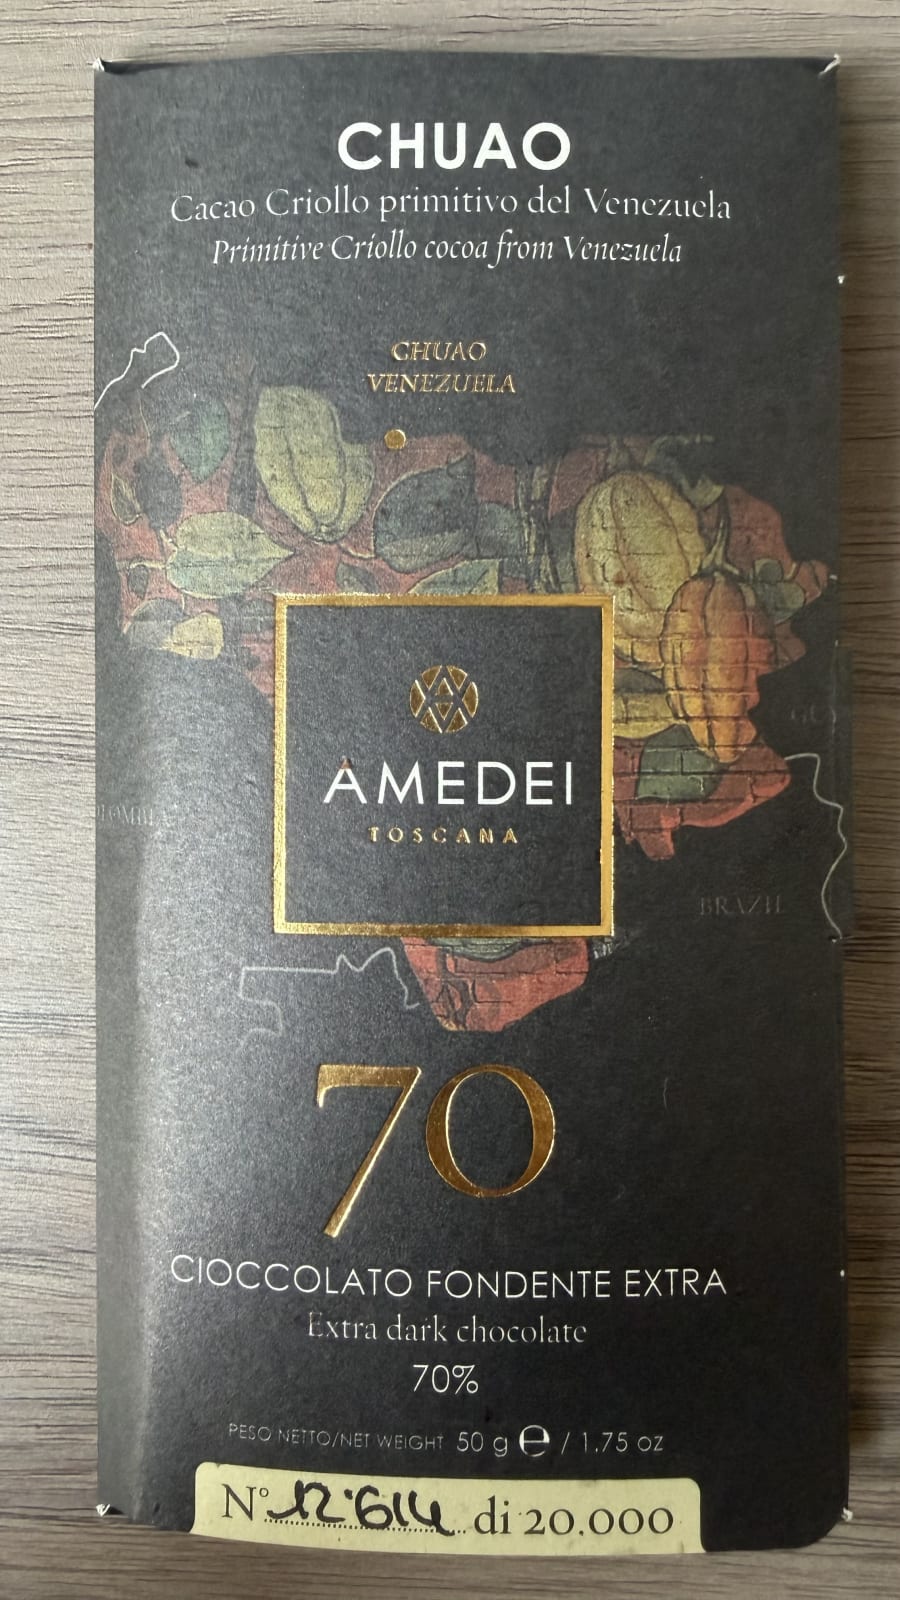 CHUAO
Cacao Criollo primitivo del Venezuela
Primitive Criollo cocoa from Venezuela
CHUAO
VENEZUELA
AMEDEI
TOSCANA
BRAZIL
70
CIOCCOLATO FONDENTE EXTRA
Extra dark chocolate
70%
PESO NETTO/NET WEIGHT 50 g ℮ / 1.75 oz
N° 12'614 di 20.000